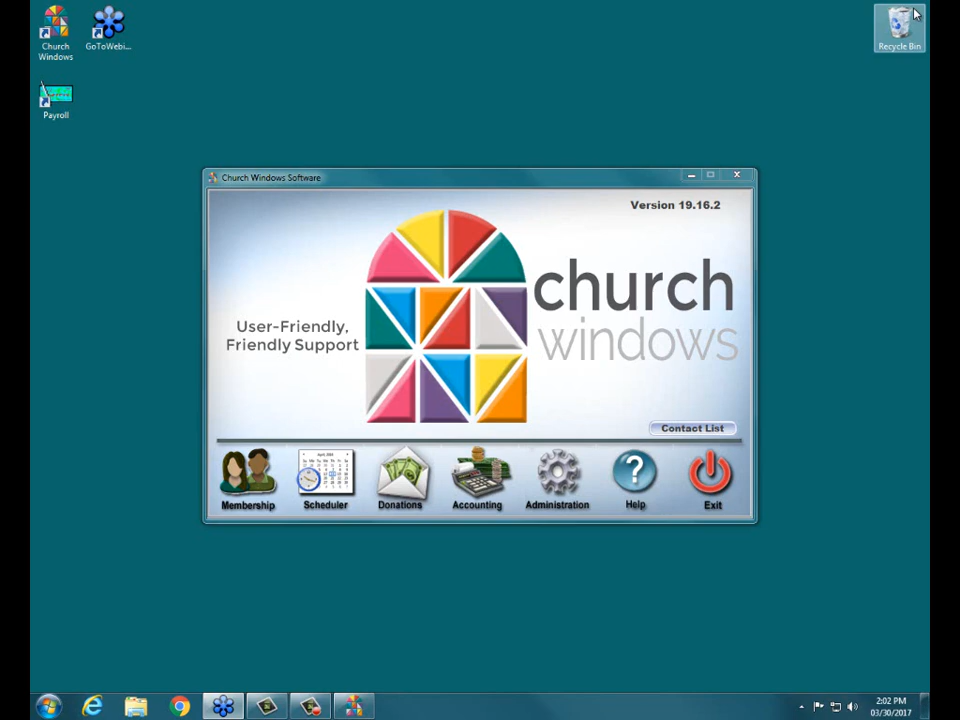 Church
Windows
GoToWebi...
Recycle Bin
Payroll
Church Windows Software
Version 19.16.2
User-Friendly,
Friendly Support
church
windows
Contact List
Membership
Scheduler
Donations
Accounting
Administration
Help
Exit
2:02 PM
03/30/2017